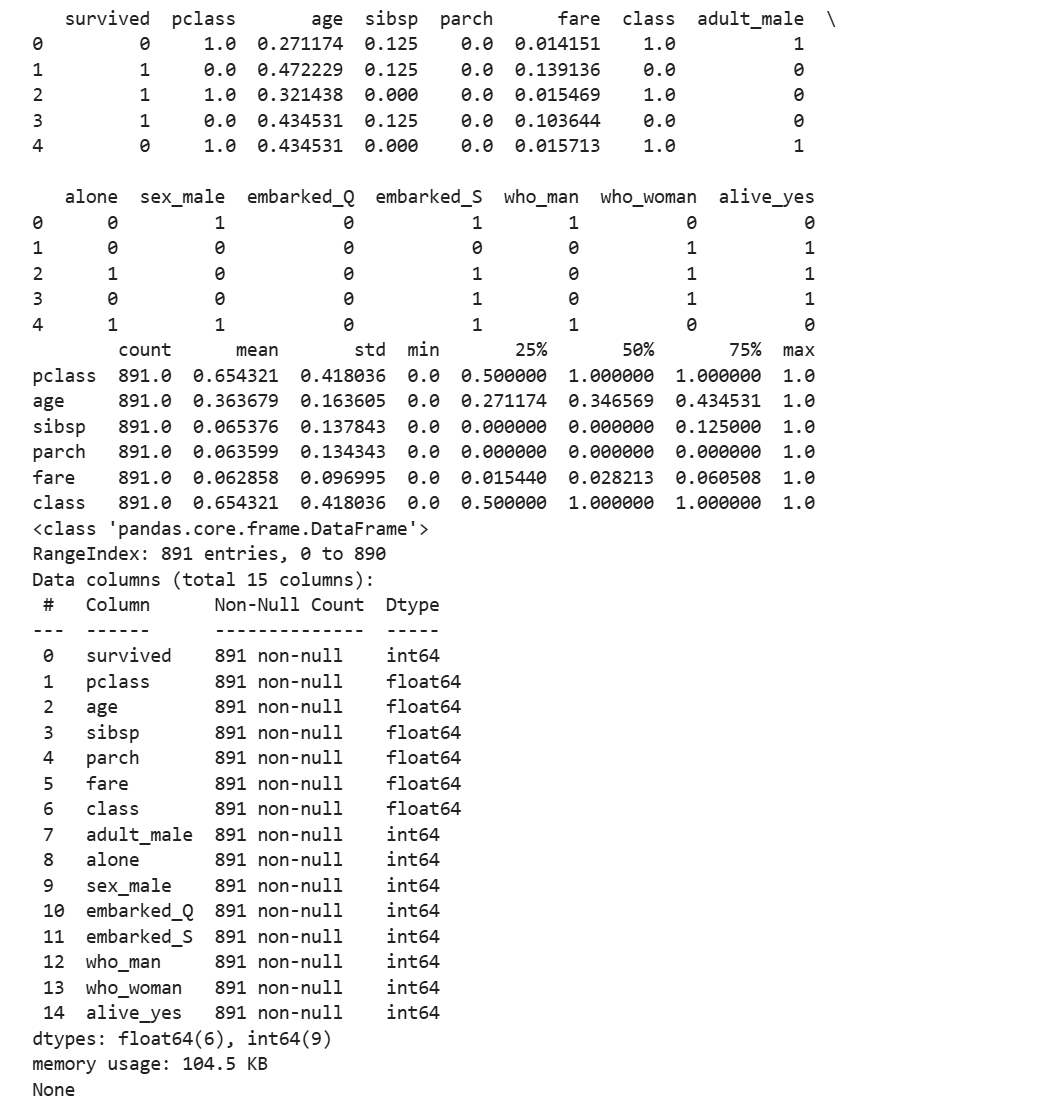 survived  pclass       age  sibsp  parch      fare  class  adult_male  \
0         0     1.0  0.271174  0.125    0.0  0.014151    1.0           1
1         1     0.0  0.472229  0.125    0.0  0.139136    0.0           0
2         1     1.0  0.321438  0.000    0.0  0.015469    1.0           0
3         1     0.0  0.434531  0.125    0.0  0.103644    0.0           0
4         0     1.0  0.434531  0.000    0.0  0.015713    1.0           1

   alone  sex_male  embarked_Q  embarked_S  who_man  who_woman  alive_yes
0      0         1           0           1        1          0          0
1      0         0           0           0        0          1          1
2      1         0           0           1        0          1          1
3      0         0           0           1        0          1          1
4      1         1           0           1        1          0          0
        count      mean       std  min       25%       50%       75%  max
pclass  891.0  0.654321  0.418036  0.0  0.500000  1.000000  1.000000  1.0
age     891.0  0.363679  0.163605  0.0  0.271174  0.346569  0.434531  1.0
sibsp   891.0  0.065376  0.137843  0.0  0.000000  0.000000  0.125000  1.0
parch   891.0  0.063599  0.134343  0.0  0.000000  0.000000  0.000000  1.0
fare    891.0  0.062858  0.096995  0.0  0.015440  0.028213  0.060508  1.0
class   891.0  0.654321  0.418036  0.0  0.500000  1.000000  1.000000  1.0
<class 'pandas.core.frame.DataFrame'>
RangeIndex: 891 entries, 0 to 890
Data columns (total 15 columns):
 #   Column      Non-Null Count  Dtype
---  ------      --------------  -----
 0   survived    891 non-null    int64
 1   pclass      891 non-null    float64
 2   age         891 non-null    float64
 3   sibsp       891 non-null    float64
 4   parch       891 non-null    float64
 5   fare        891 non-null    float64
 6   class       891 non-null    float64
 7   adult_male  891 non-null    int64
 8   alone       891 non-null    int64
 9   sex_male    891 non-null    int64
 10  embarked_Q  891 non-null    int64
 11  embarked_S  891 non-null    int64
 12  who_man     891 non-null    int64
 13  who_woman   891 non-null    int64
 14  alive_yes   891 non-null    int64
dtypes: float64(6), int64(9)
memory usage: 104.5 KB
None